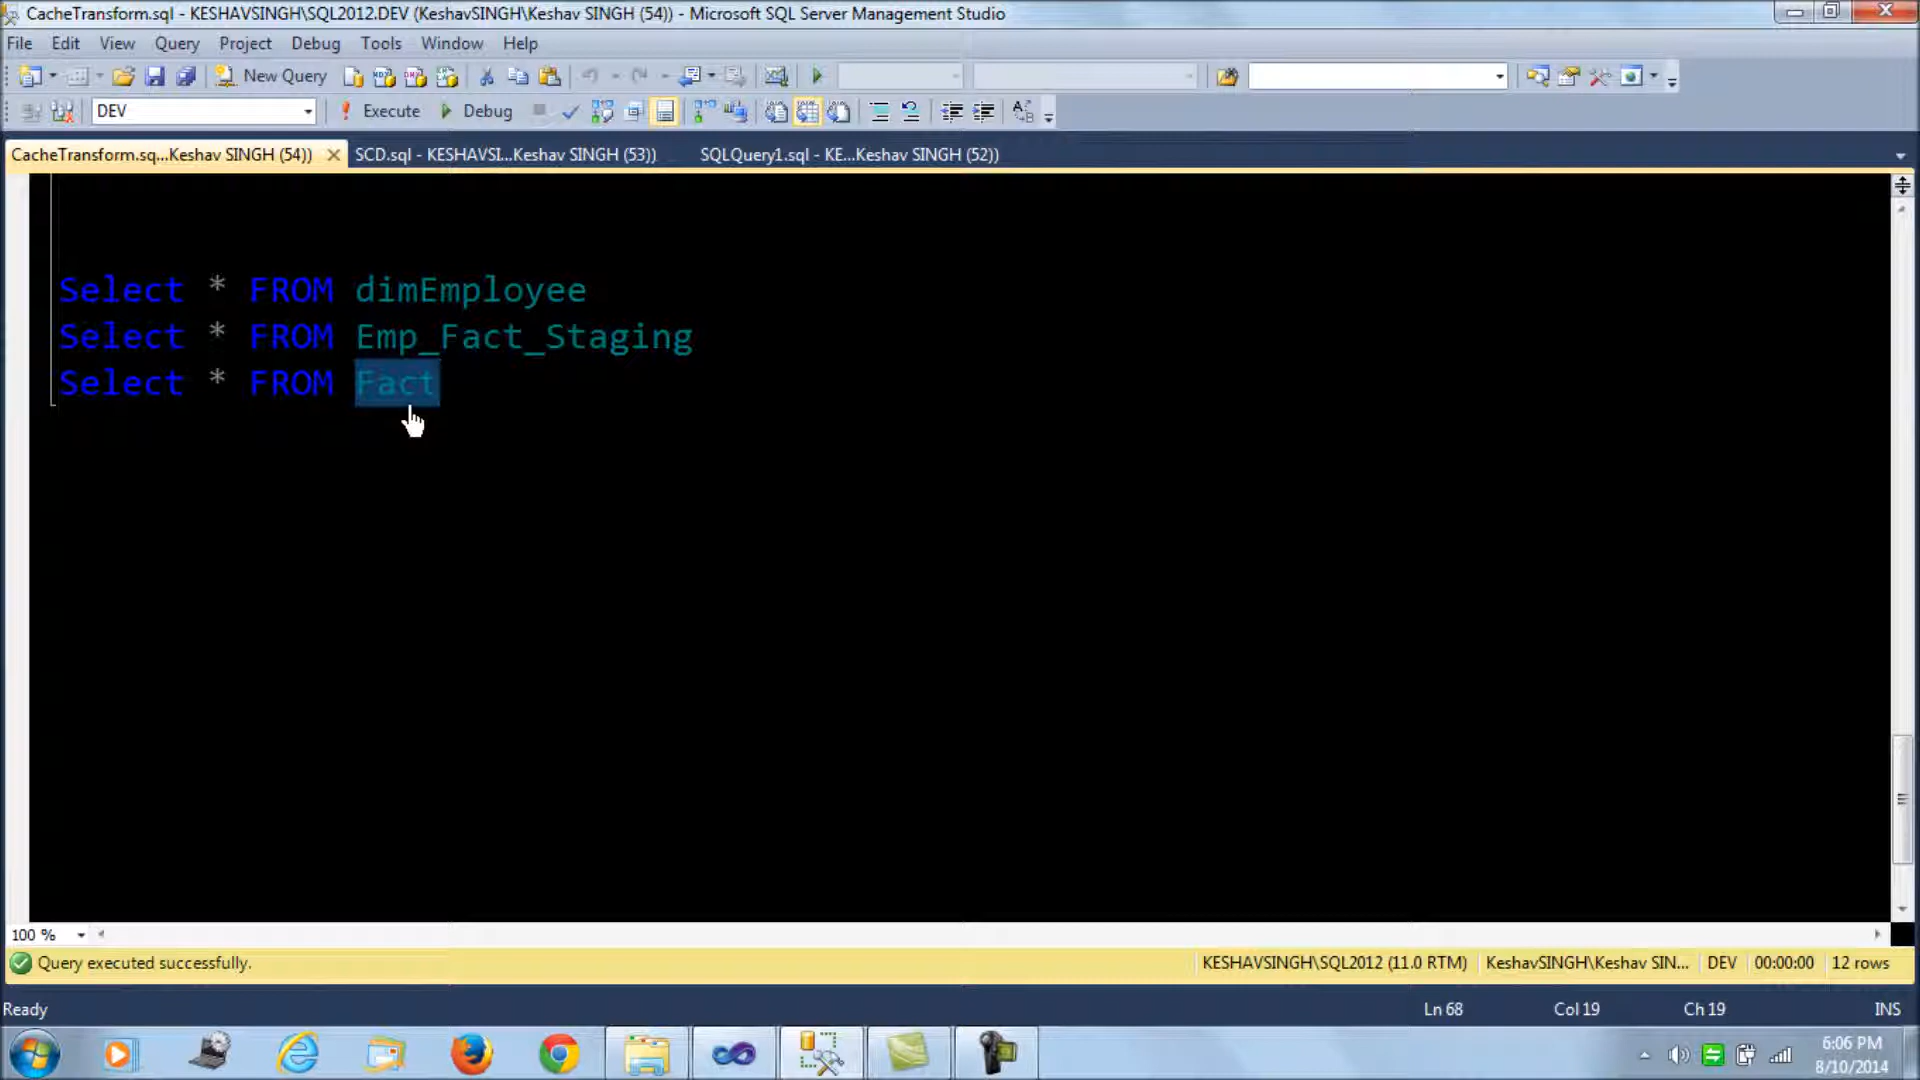 CacheTransform.sql - KESHAVSINGH\SQL2012.DEV (KeshavSINGH\Keshav SINGH (54)) - Microsoft SQL Server Management Studio
File Edit View Query Project Debug Tools Window Help
New Query
DEV Execute Debug
CacheTransform.sq...Keshav SINGH (54)) SCD.sql - KESHAVSI...Keshav SINGH (53)) SQLQuery1.sql - KE...Keshav SINGH (52))
Select * FROM dimEmployee
Select * FROM Emp_Fact_Staging
Select * FROM Fact
100 %
Query executed successfully. KESHAVSINGH\SQL2012 (11.0 RTM) KeshavSINGH\Keshav SIN... DEV 00:00:00 12 rows
Ready Ln 68 Col 19 Ch 19 INS
6:06 PM
8/10/2014